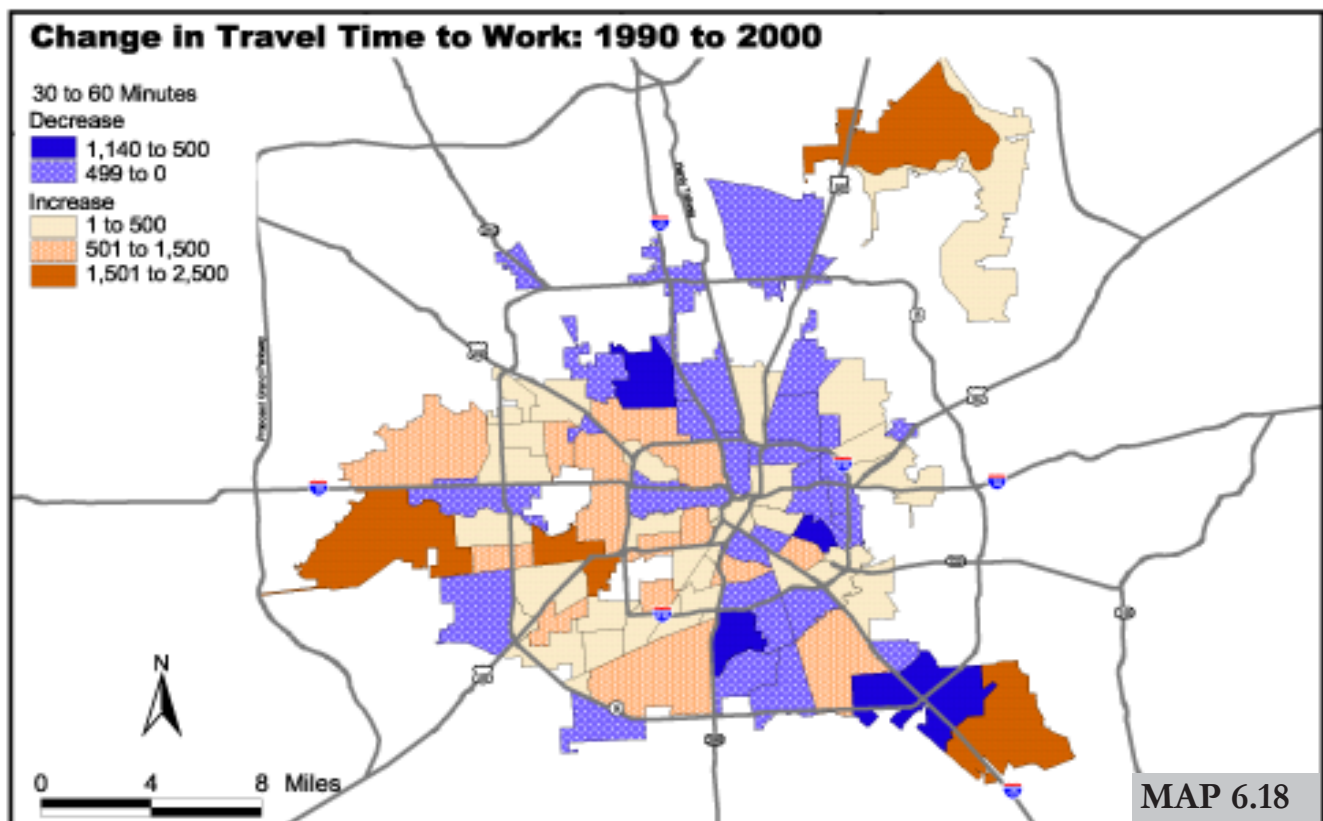 Change in Travel Time to Work: 1990 to 2000
30 to 60 Minutes
Decrease
1,140 to 500
499 to 0
Increase
1 to 500
501 to 1,500
1,501 to 2,500
N
0 4 8 Miles
MAP 6.18